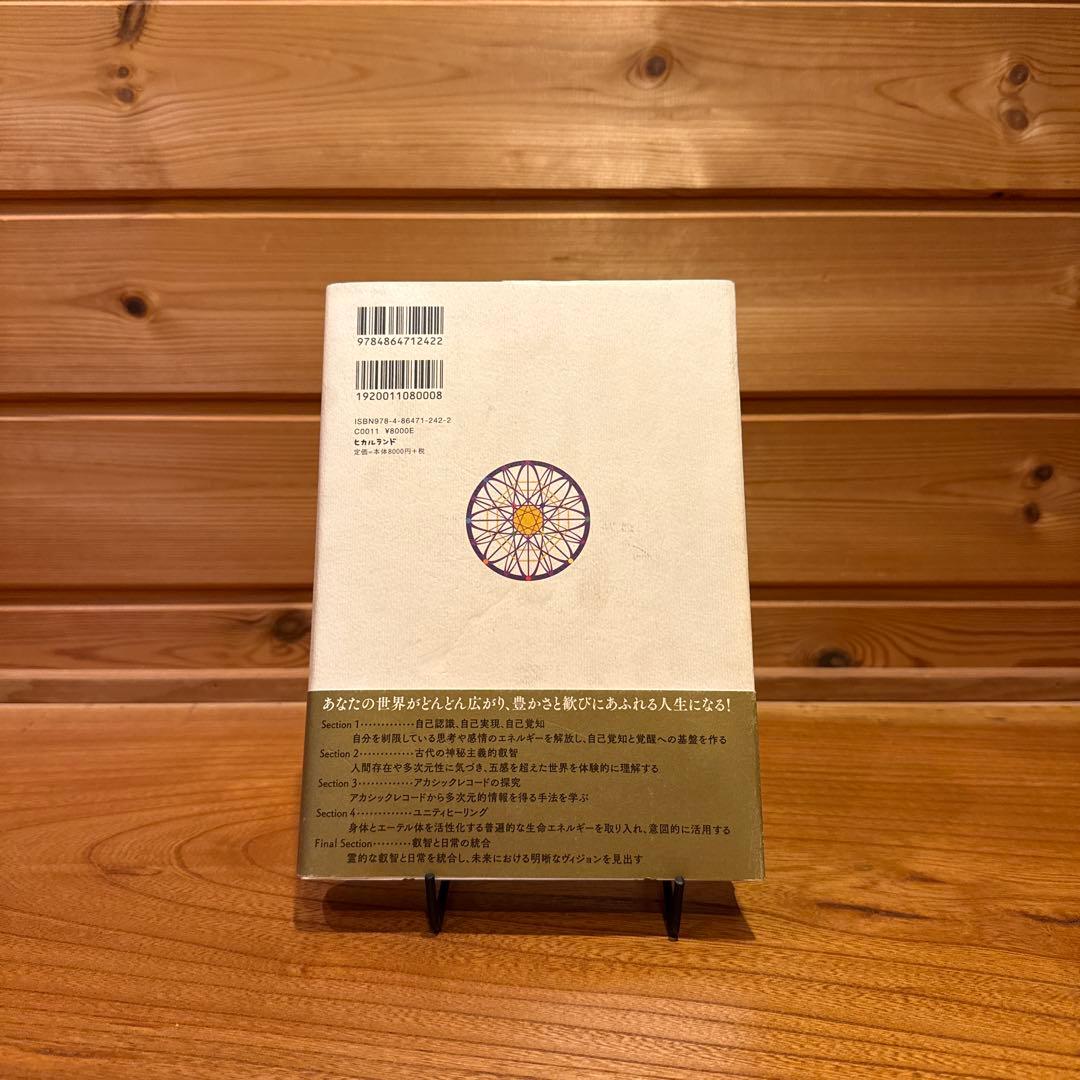 9784864712422
1920011080008
ISBN978-4-86471-242-2
C0011 ¥8000E
ヒカルランド
定価=本体8000円+税
あなたの世界がどんどん広がり、豊かさと歓びにあふれる人生になる!
Section 1・・・・・・・・・・・・・自己認識、自己実現、自己覚知
自分を制限している思考や感情のエネルギーを解放し、自己覚知と覚醒への基盤を作る
Section 2・・・・・・・・・・・・・古代の神秘主義的叡智
人間存在や多次元性に気づき、五感を超えた世界を体験的に理解する
Section 3・・・・・・・・・・・・・アカシックレコードの探究
アカシックレコードから多次元的情報を得る手法を学ぶ
Section 4・・・・・・・・・・・・・ユニティヒーリング
身体とエーテル体を活性化する普遍的な生命エネルギーを取り入れ、意図的に活用する
Final Section・・・・・・・・・叡智と日常の統合
霊的な叡智と日常を統合し、未来における明晰なヴィジョンを見出す